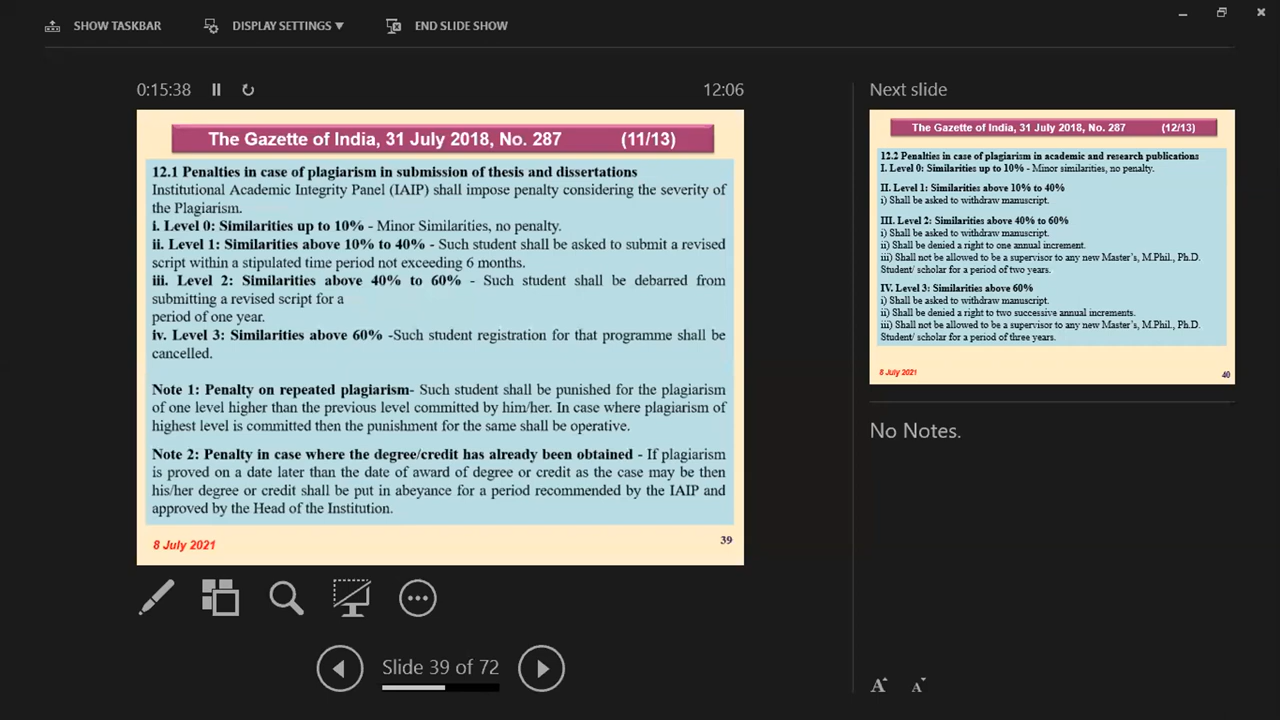 SHOW TASKBAR
DISPLAY SETTINGS
END SLIDE SHOW
0:15:38
12:06
The Gazette of India, 31 July 2018, No. 287 (11/13)
12.1 Penalties in case of plagiarism in submission of thesis and dissertations
Institutional Academic Integrity Panel (IAIP) shall impose penalty considering the severity of
the Plagiarism.
i. Level 0: Similarities up to 10% - Minor Similarities, no penalty.
ii. Level 1: Similarities above 10% to 40% - Such student shall be asked to submit a revised
script within a stipulated time period not exceeding 6 months.
iii. Level 2: Similarities above 40% to 60% - Such student shall be debarred from
submitting a revised script for a
period of one year.
iv. Level 3: Similarities above 60% -Such student registration for that programme shall be
cancelled.
Note 1: Penalty on repeated plagiarism- Such student shall be punished for the plagiarism
of one level higher than the previous level committed by him/her. In case where plagiarism of
highest level is committed then the punishment for the same shall be operative.
Note 2: Penalty in case where the degree/credit has already been obtained - If plagiarism
is proved on a date later than the date of award of degree or credit as the case may be then
his/her degree or credit shall be put in abeyance for a period recommended by the IAIP and
approved by the Head of the Institution.
8 July 2021
39
Slide 39 of 72
Next slide
The Gazette of India, 31 July 2018, No. 287 (12/13)
12.2 Penalties in case of plagiarism in academic and research publications
I. Level 0: Similarities up to 10% - Minor similarities, no penalty.
II. Level 1: Similarities above 10% to 40%
i) Shall be asked to withdraw manuscript.
III. Level 2: Similarities above 40% to 60%
i) Shall be asked to withdraw manuscript.
ii) Shall be denied a right to one annual increment.
iii) Shall not be allowed to be a supervisor to any new Master's, M.Phil., Ph.D.
Student/ scholar for a period of two years.
IV. Level 3: Similarities above 60%
i) Shall be asked to withdraw manuscript.
ii) Shall be denied a right to two successive annual increments.
iii) Shall not be allowed to be a supervisor to any new Master's, M.Phil., Ph.D.
Student/ scholar for a period of three years.
8 July 2021
40
No Notes.
A A